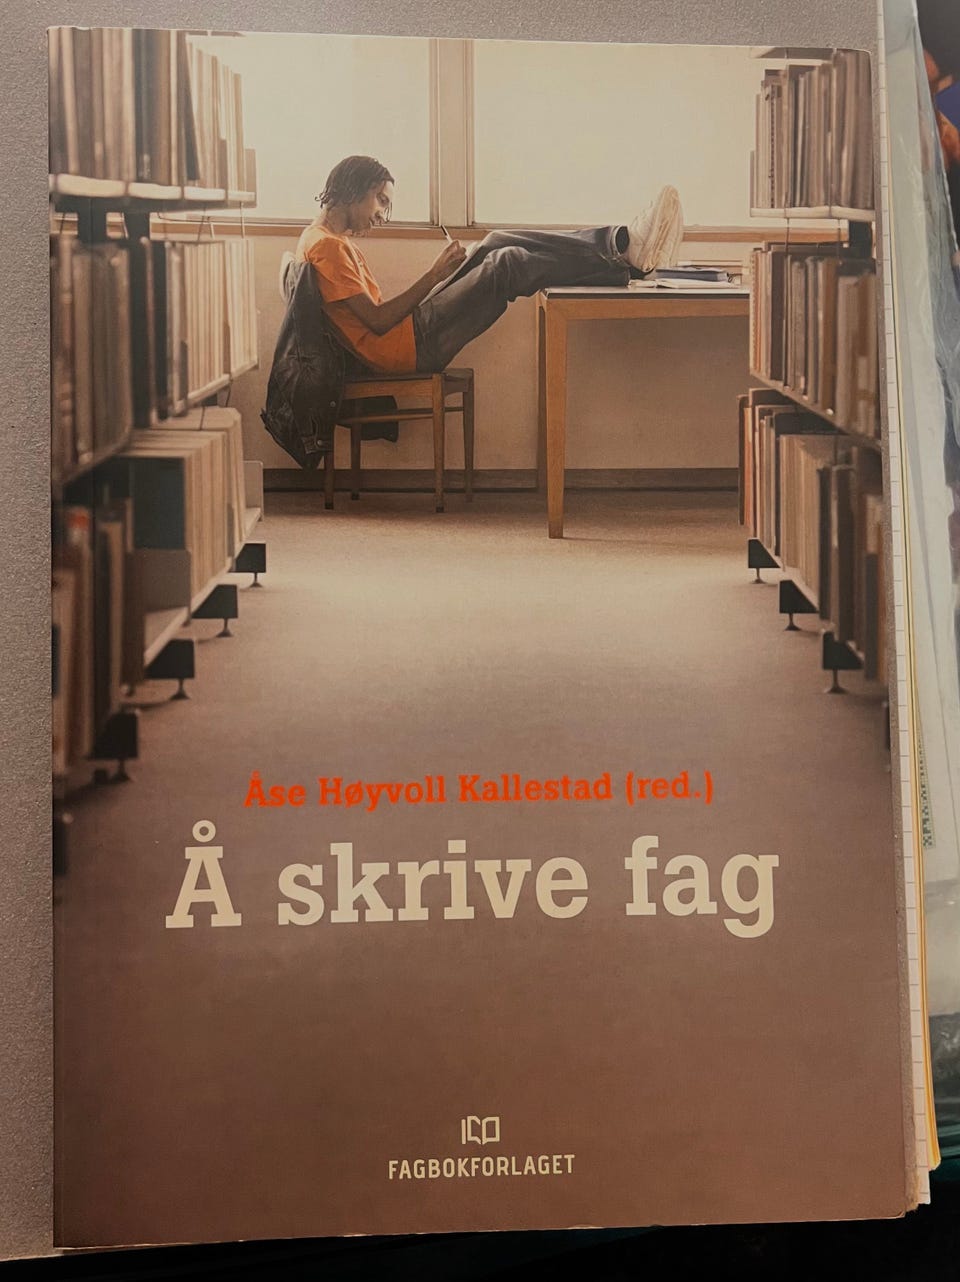 Åse Høyvoll Kallestad (red.)
Å skrive fag
FAGBOKFORLAGET